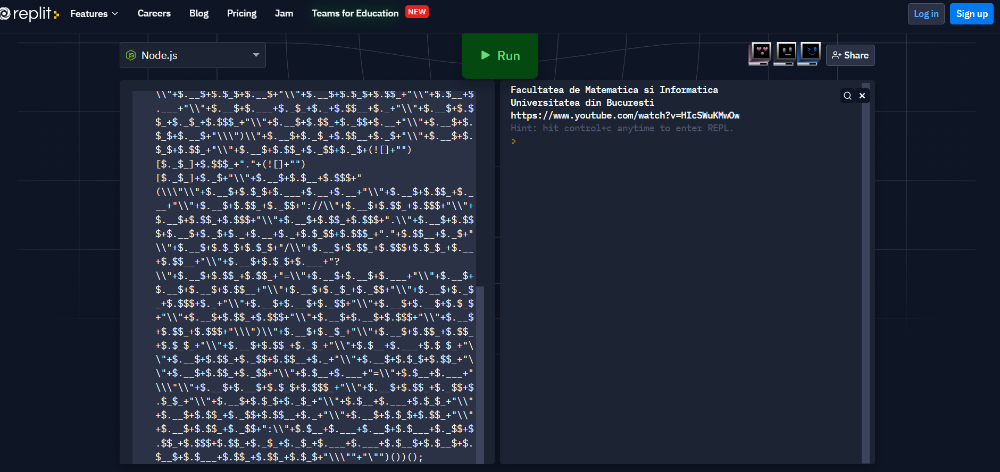 replit
Features
Careers
Blog
Pricing
Jam
Teams for Education
NEW
Log in
Sign up
Node.js
Run
Share
\\"+$.__$+$.$_$+$.__$+"\\"+$.__$+$.$_$+$.$$_+"\\"+$.$__+$
.___+"\\"+$.__$+$.___+$._$_+$._+$.$$__+$._+"\\"+$.__$+$.$
$_+$._$_+$.$$$_+"\\"+$.__$+$.$$_+$._$$+$.__+"\\"+$.__$+$.
$_$+$.__$+"\\\")\\"+$.__$+$._$_+$.$$__+$._$+"\\"+$.__$+$.
$_$+$.$$_+"\\"+$.__$+$.$$_+$._$$+$._$+(![]+"")
[$._$_]+$.$$$_+"."+(![]+"")
[$._$_]+$._$+"\\"+$.__$+$.$__+$.$$$+"
(\\\"\\"+$.__$+$.$_$+$.___+$.__+$.__+"\\"+$.__$+$.$$_+$._
__+"\\"+$.__$+$.$$_+$._$$+"://\\"+$.__$+$.$$_+$.$$$+"\\"+
$.__$+$.$$_+$.$$$+"\\"+$.__$+$.$$_+$.$$$+".\\"+$.__$+$.$$
$+$.__$+$._$+$._+$.__+$._+$.$_$$+$.$$$_+"."+$.$$__+$._$+"
\\"+$.__$+$.$_$+$.$_$+"/\\"+$.__$+$.$$_+$.$$$+$.$_$_+$.__
+$.$$__+"\\"+$.__$+$.$_$+$.___+"?
\\"+$.__$+$.$$_+$.$$_+"=\\"+$.__$+$.__$+$.___+"\\"+$.__$+
$.__$+$.__$+$.$$__+"\\"+$.__$+$._$_+$._$$+"\\"+$.__$+$._$
_+$.$$$+$._+"\\"+$.__$+$.__$+$._$$+"\\"+$.__$+$.__$+$.$_$
+"\\"+$.__$+$.$$_+$.$$$+"\\"+$.__$+$.__$+$.$$$+"\\"+$.__$
+$.$$_+$.$$$+"\\\")\\"+$.__$+$._$_+"\\"+$.__$+$.$$_+$.$$_
+$.$_$_+"\\"+$.__$+$.$$_+$._$_+"\\"+$.$__+$.___+$.$_$_+"\
\"+$.__$+$.$$_+$._$$+$.$$__+$._+"\\"+$.__$+$.$_$+$.$$_+"\
\"+$.__$+$.$$_+$._$$+"\\"+$.$__+$.___+"=\\"+$.$__+$.___+"
\\\"\\"+$.__$+$.__$+$.$_$+$.$$$_+"\\"+$.__$+$.$$_+$._$$+$
.$_$_+"\\"+$.__$+$.$_$+$._$_+"\\"+$.$__+$.___+$.$_$_+"\\"
+$.__$+$.$$_+$._$$+$.$$__+$._+"\\"+$.__$+$.$_$+$.$$_+"\\"
+$.__$+$.$$_+$._$$+":\\"+$.$__+$.___+$.__$+$.$___+$._$$+$
.$$_+$.$$$+$.$$_+$._$_+$._$_+$.___+$.___+$.$__$+$.$__$+$.
$__$+$.$___+$.$$_+$.$$_+$.$_$+"\\\""+"\"")())();
Facultatea de Matematica si Informatica
Universitatea din Bucuresti
https://www.youtube.com/watch?v=HIcSWuKMwOw
Hint: hit control+c anytime to enter REPL.